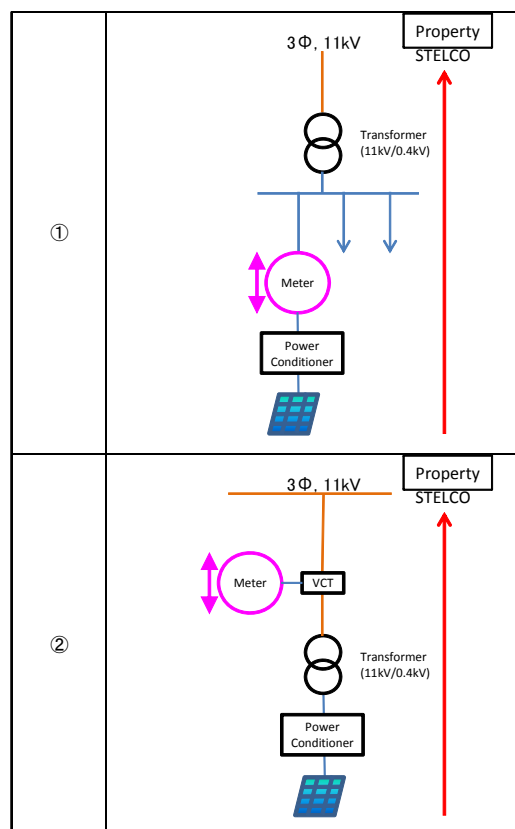 ①
Property
STELCO
3Φ, 11kV
Transformer
(11kV/0.4kV)
Meter
Power
Conditioner
②
Property
STELCO
3Φ, 11kV
Meter
VCT
Transformer
(11kV/0.4kV)
Power
Conditioner